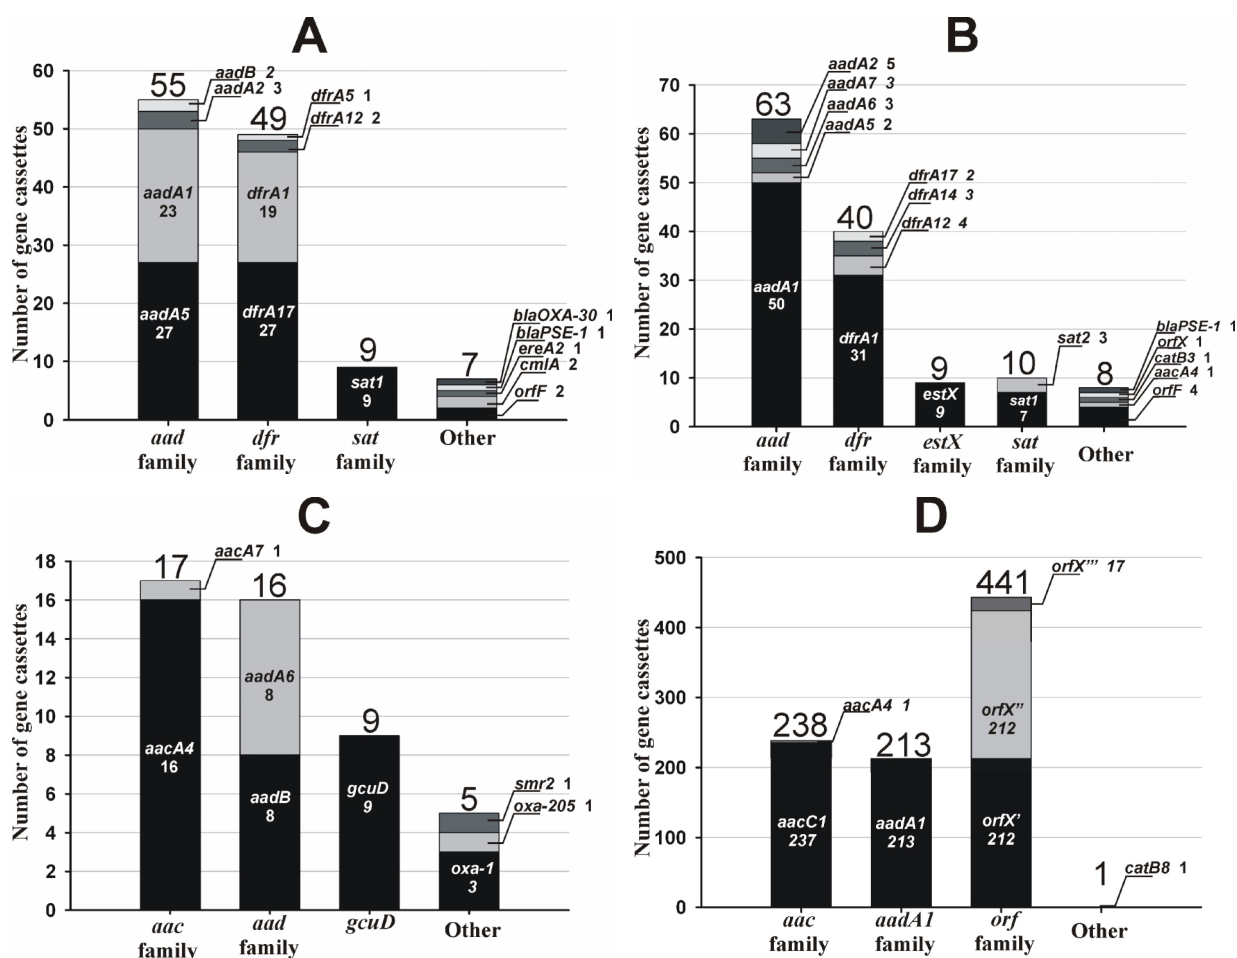 A
Number of gene cassettes
60
50
40
30
20
10
0
55
aadB 2
aadA2 3
aadA1
23
aadA5
27
49
dfrA5 1
dfrA12 2
dfrA1
19
dfrA17
27
9
sat1
9
7
blaOXA-30 1
blaPSE-1 1
ereA2 1
cmlA 2
orfF 2
aad
family
dfr
family
sat
family
Other
B
Number of gene cassettes
70
60
50
40
30
20
10
0
63
aadA2 5
aadA7 3
aadA6 3
aadA5 2
aadA1
50
40
dfrA17 2
dfrA14 3
dfrA12 4
dfrA1
31
9
estX
9
10
sat2 3
sat1
7
8
blaPSE-1 1
orfX 1
catB3 1
aacA4 1
orfF 4
aad
family
dfr
family
estX
family
sat
family
Other
C
Number of gene cassettes
18
16
14
12
10
8
6
4
2
0
17
aacA7 1
aacA4
16
16
aadA6
8
aadB
8
9
gcuD
9
5
smr2 1
oxa-205 1
oxa-1
3
aac
family
aad
family
gcuD
Other
D
Number of gene cassettes
500
400
300
200
100
0
238
aacA4 1
aacC1
237
213
aadA1
213
441
orfX''' 17
orfX''
212
orfX'
212
1
catB8 1
aac
family
aadA1
family
orf
family
Other